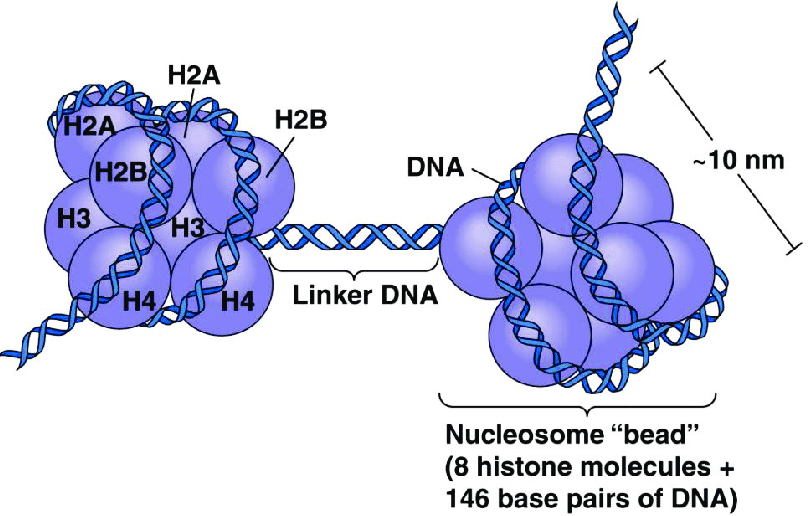 H2A
H2A
H2B
H2B
H3
H3
H4
H4
Linker DNA
DNA
~10 nm
Nucleosome “bead”
(8 histone molecules +
146 base pairs of DNA)